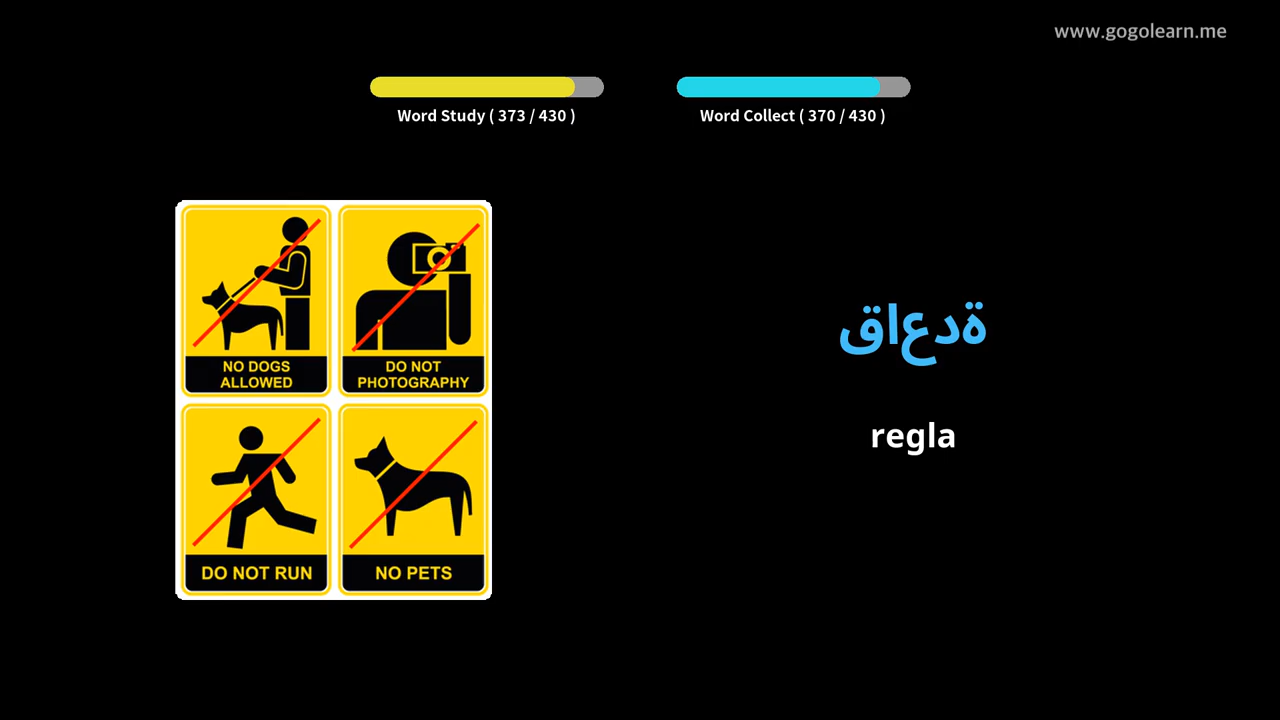 www.gogolearn.me
Word Study ( 373 / 430 )
Word Collect ( 370 / 430 )
NO DOGS
ALLOWED
DO NOT
PHOTOGRAPHY
DO NOT RUN
NO PETS
ةدعاق
regla